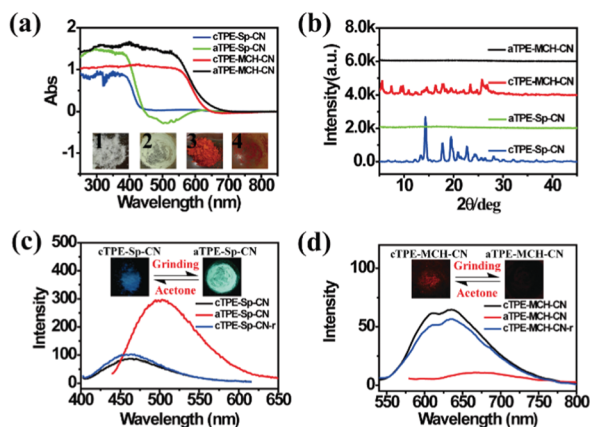 (a)
Abs
2
1
0
-1
cTPE-Sp-CN
aTPE-Sp-CN
cTPE-MCH-CN
aTPE-MCH-CN
1 2 3 4
300 400 500 600 700 800
Wavelength (nm)
(b)
Intensity(a.u.)
8.0k
6.0k
4.0k
2.0k
0.0
aTPE-MCH-CN
cTPE-MCH-CN
aTPE-Sp-CN
cTPE-Sp-CN
10 20 30 40
2θ/deg
(c)
Intensity
500
400
300
200
100
0
cTPE-Sp-CN aTPE-Sp-CN
Grinding
Acetone
cTPE-Sp-CN
aTPE-Sp-CN
cTPE-Sp-CN-r
400 450 500 550 600 650
Wavelength (nm)
(d)
Intensity
100
50
0
cTPE-MCH-CN aTPE-MCH-CN
Grinding
Acetone
cTPE-MCH-CN
aTPE-MCH-CN
cTPE-MCH-CN-r
550 600 650 700 750 800
Wavelength (nm)